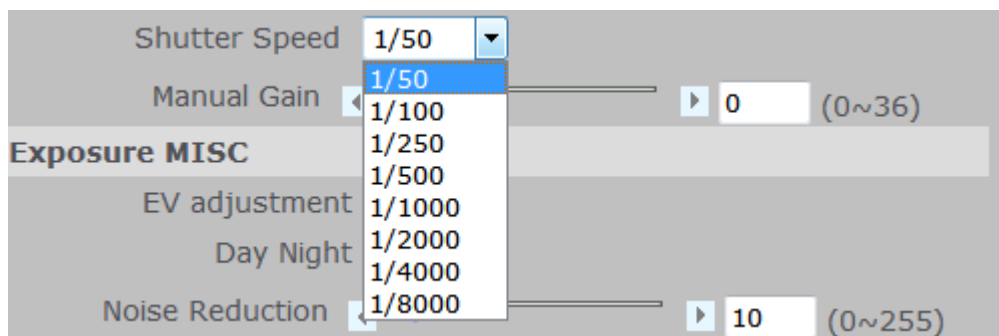 Shutter Speed 1/50
1/50
Manual Gain 0 (0~36)
1/100
1/250
Exposure MISC
1/500
EV adjustment 1/1000
1/2000
Day Night
1/4000
1/8000
Noise Reduction 10 (0~255)